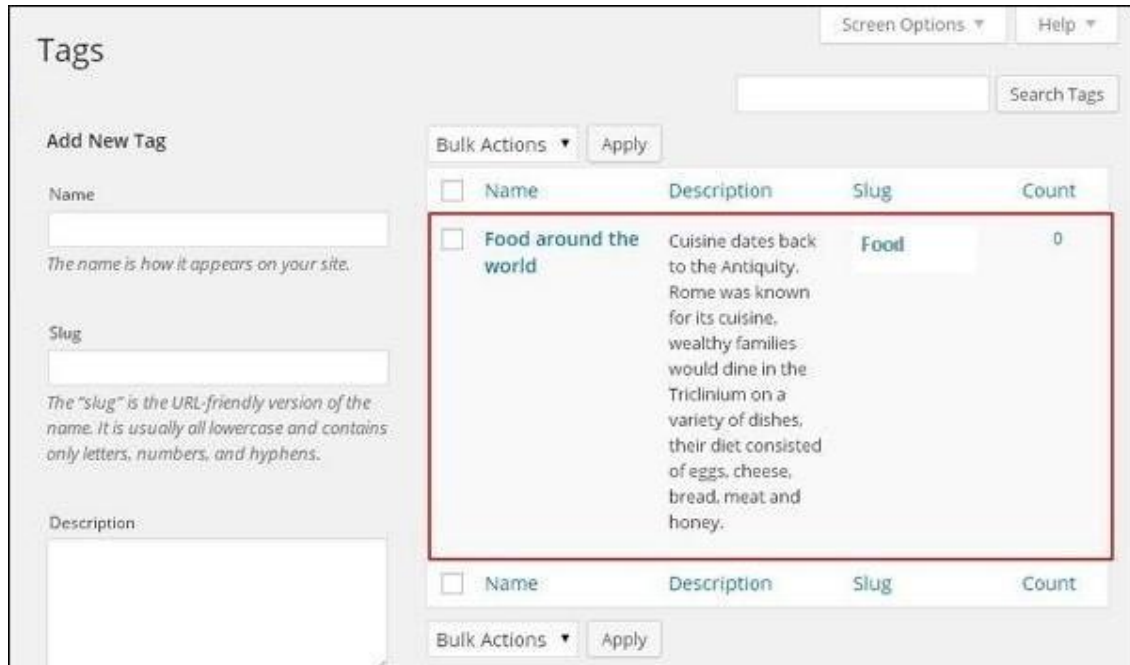 Screen Options ▼ Help ▼
Tags
Search Tags
Add New Tag
Name
The name is how it appears on your site.
Slug
The “slug” is the URL-friendly version of the
name. It is usually all lowercase and contains
only letters, numbers, and hyphens.
Description
Bulk Actions ▼ Apply
Name Description Slug Count
Food around the
world
Cuisine dates back
to the Antiquity.
Rome was known
for its cuisine,
wealthy families
would dine in the
Triclinium on a
variety of dishes,
their diet consisted
of eggs, cheese,
bread, meat and
honey.
Food
0
Name Description Slug Count
Bulk Actions ▼ Apply